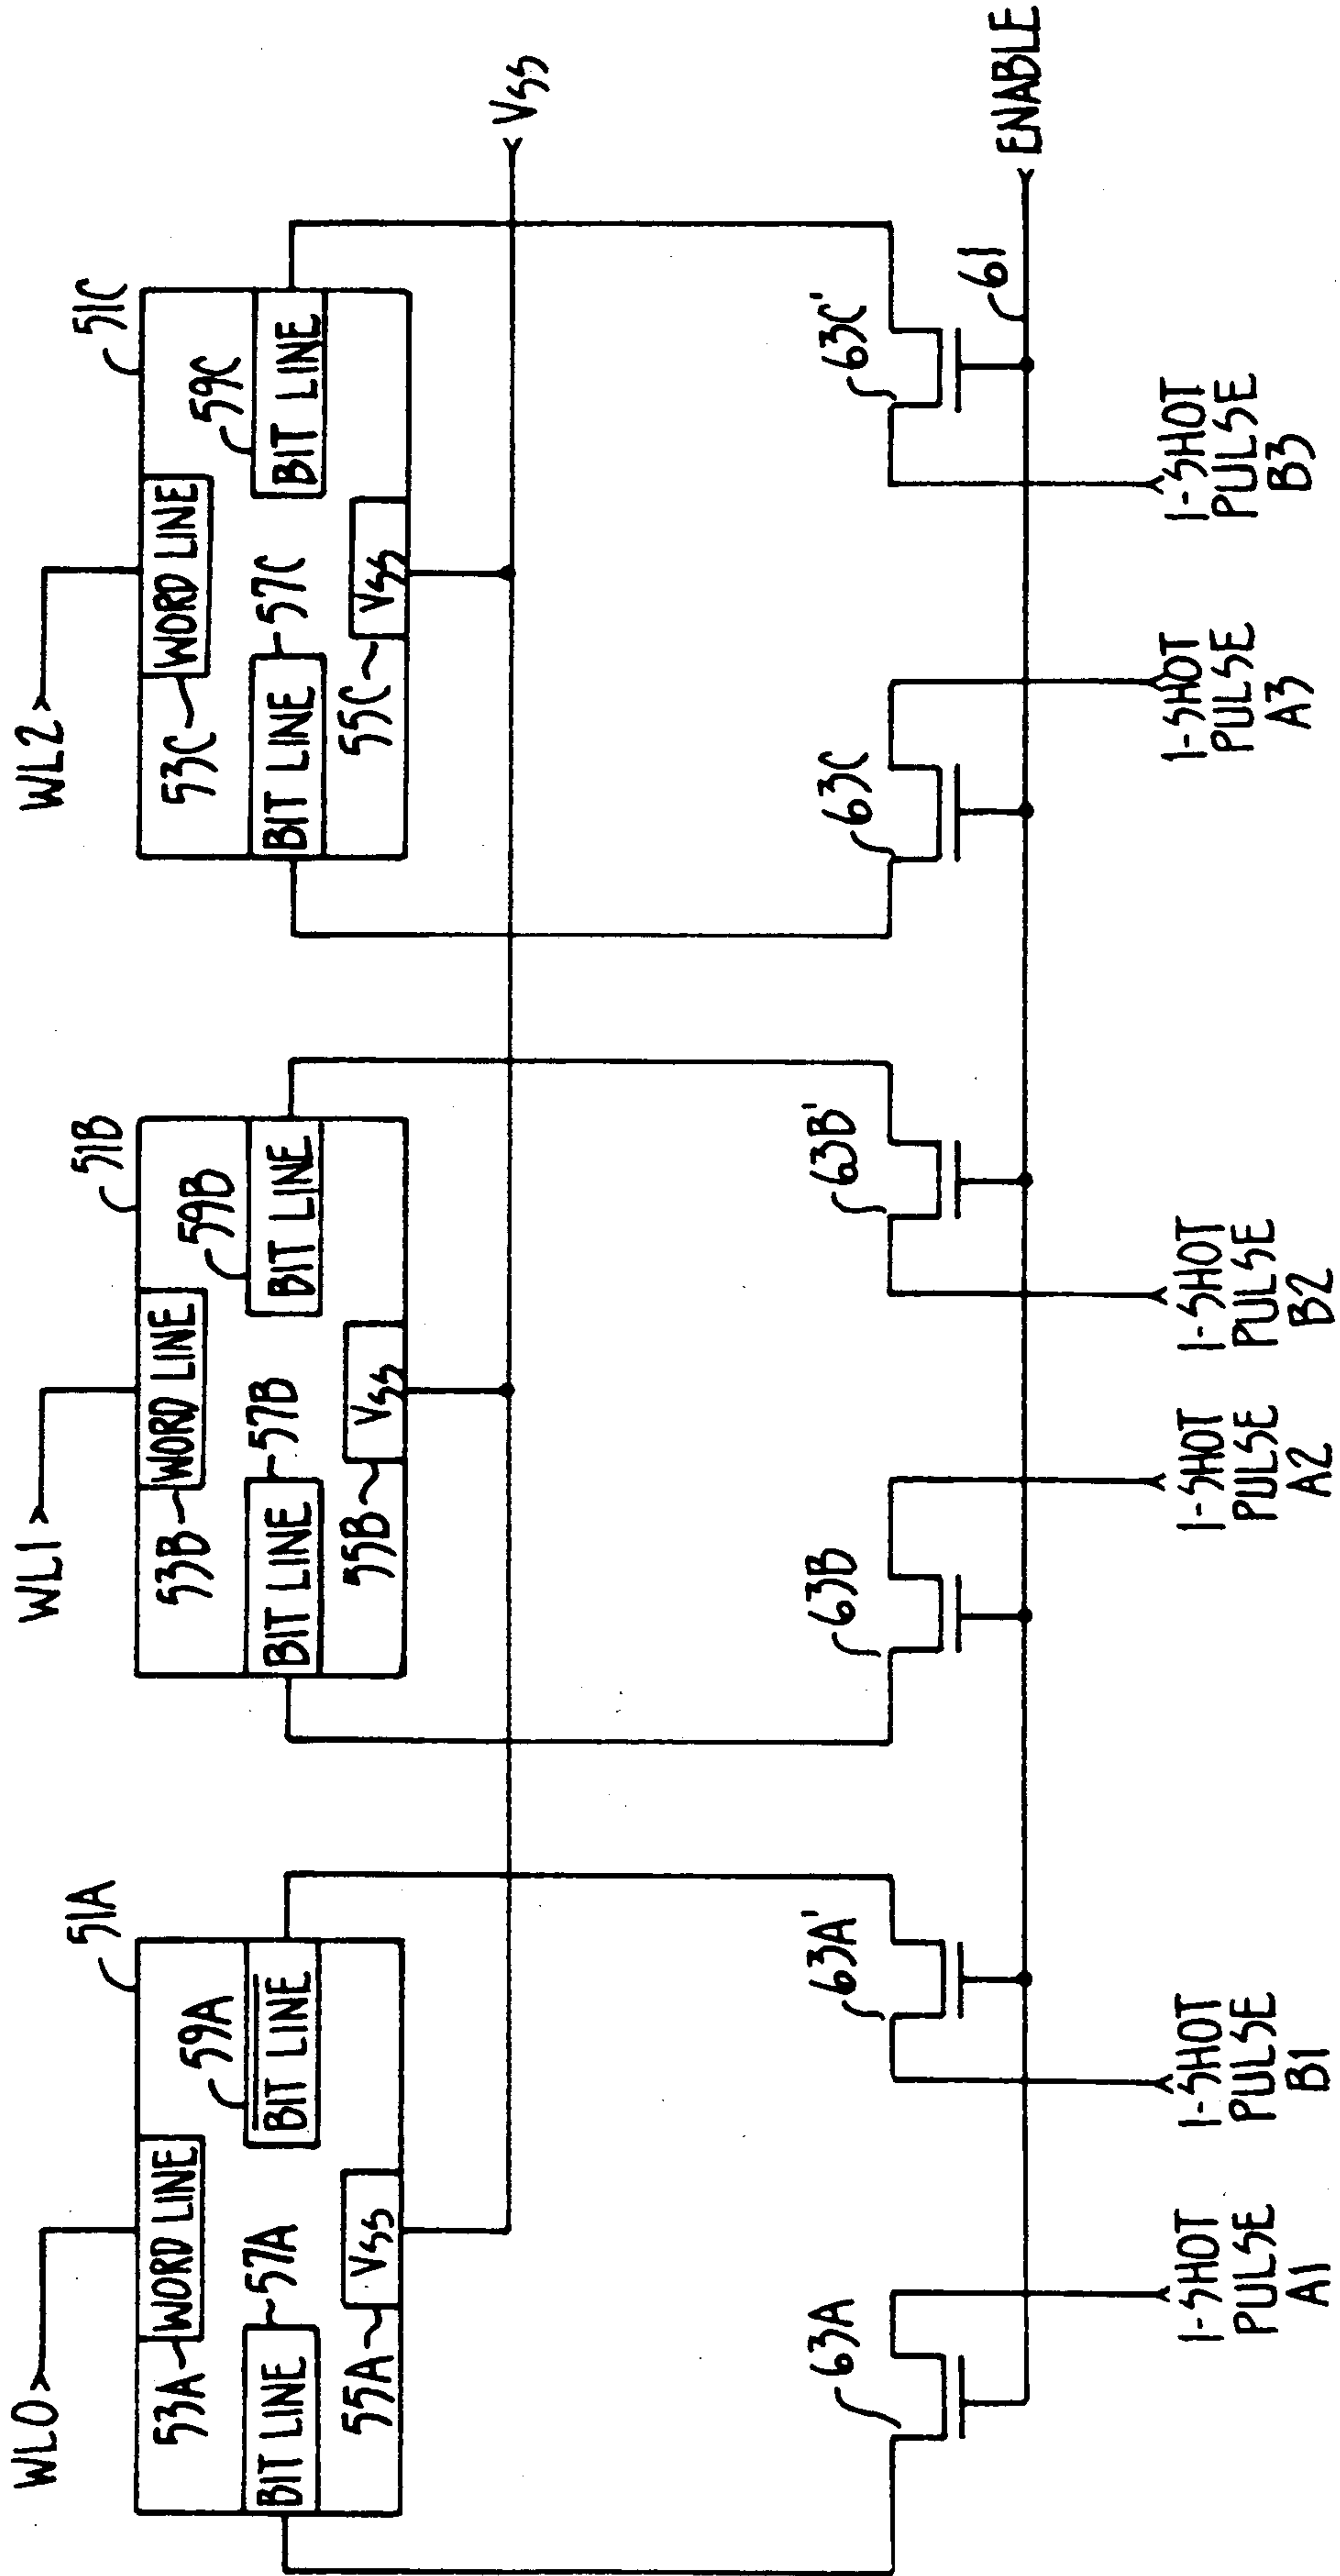 WL0
WL1
WL2
51A
51B
51C
53A
WORD LINE
59A
53B
WORD LINE
59B
53C
WORD LINE
59C
BIT LINE
57A
B̅I̅T̅ ̅L̅I̅N̅E̅
BIT LINE
57B
BIT LINE
BIT LINE
57C
BIT LINE
55A
Vss
55B
Vss
55C
Vss
Vss
63A
63A'
63B
63B'
63C
63C'
61
ENABLE
1-SHOT
PULSE
A1
1-SHOT
PULSE
B1
1-SHOT
PULSE
A2
1-SHOT
PULSE
B2
1-SHOT
PULSE
A3
1-SHOT
PULSE
B3